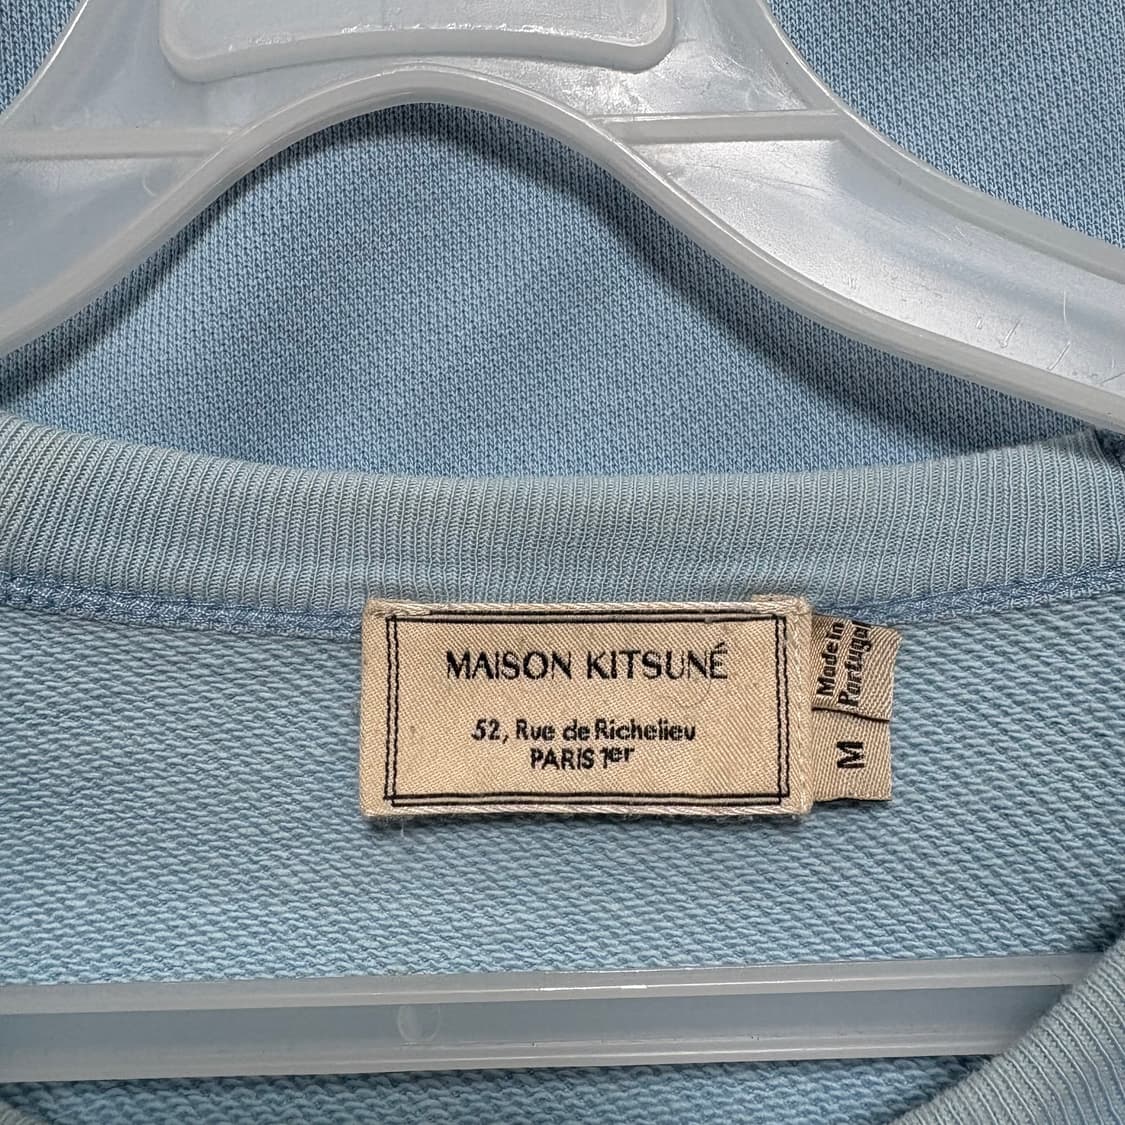 MAISON KITSUNÉ
52, Rue de Richelieu
PARIS 1er
Made in
Portugal
M